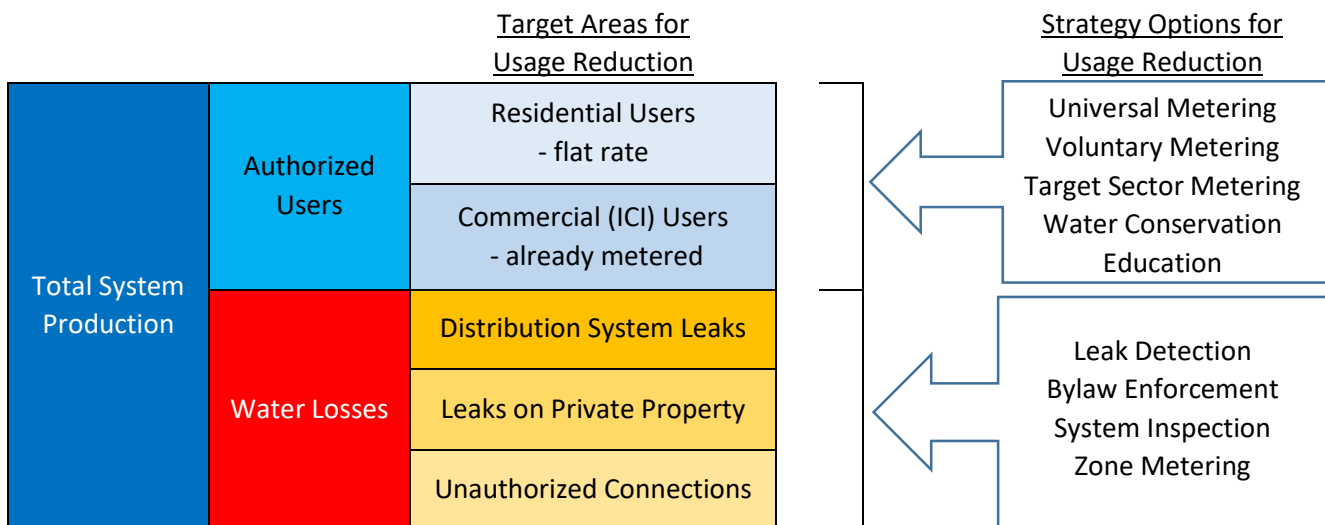 Target Areas for
Usage Reduction
Strategy Options for
Usage Reduction
Total System
Production
Authorized
Users
Residential Users
- flat rate
Commercial (ICI) Users
- already metered
Universal Metering
Voluntary Metering
Target Sector Metering
Water Conservation
Education
Water Losses
Distribution System Leaks
Leaks on Private Property
Unauthorized Connections
Leak Detection
Bylaw Enforcement
System Inspection
Zone Metering